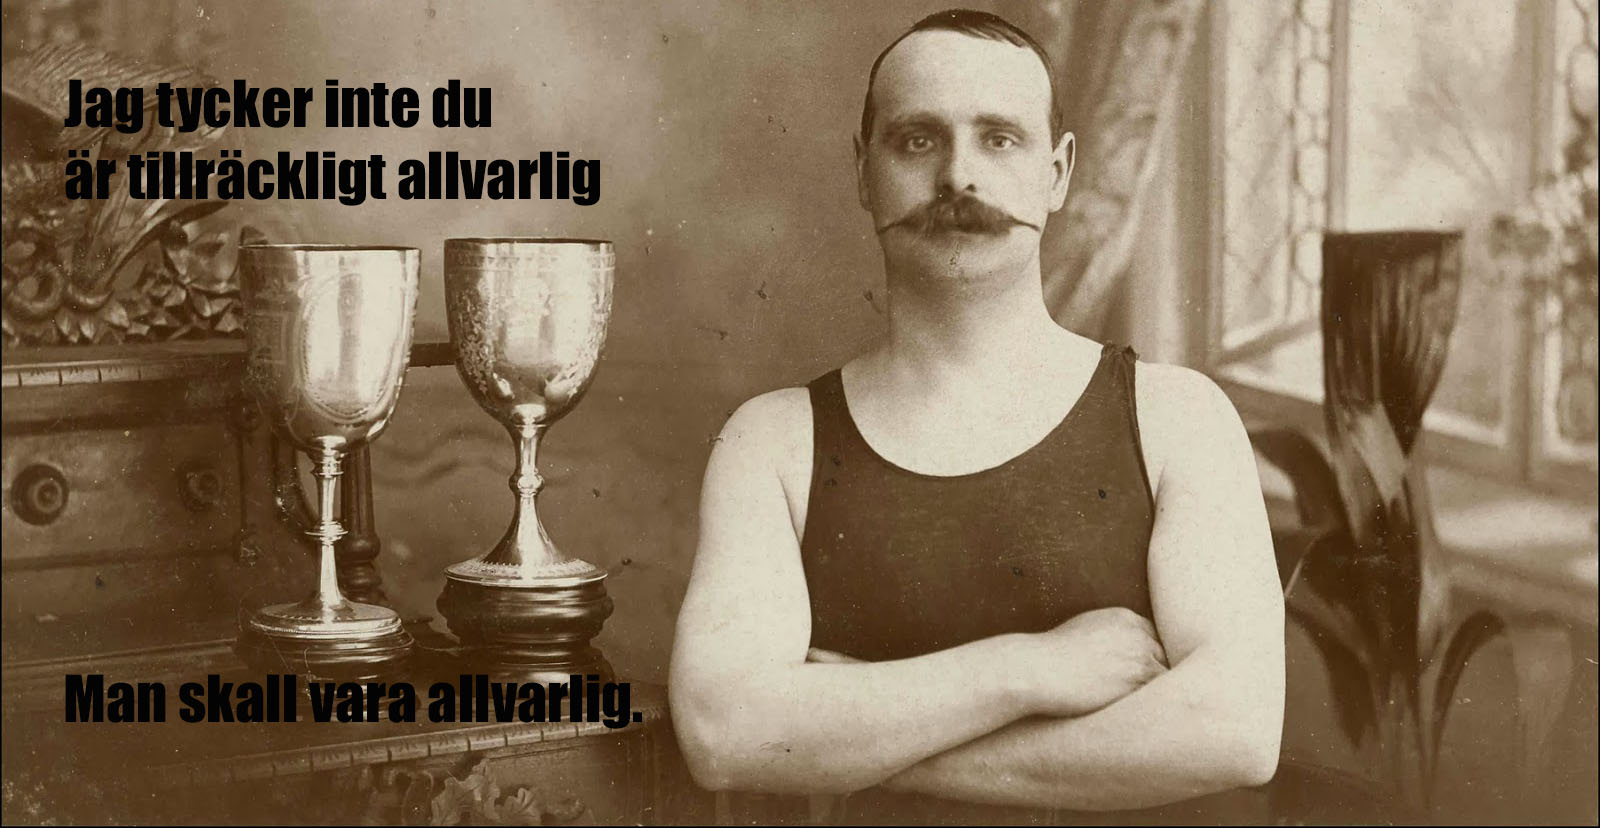 Jag tycker inte du
är tillräckligt allvarlig
Man skall vara allvarlig.